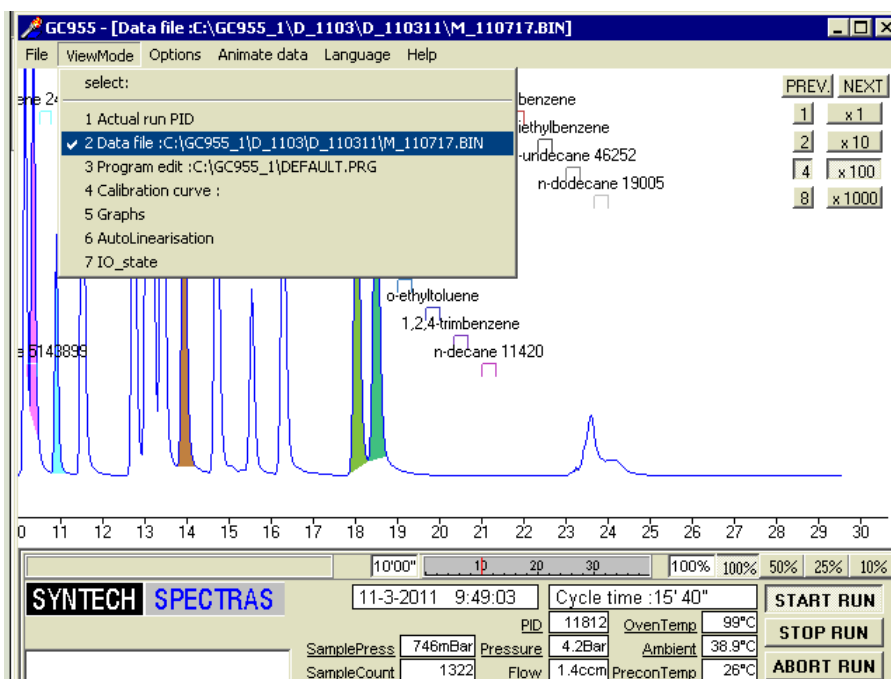 GC955 - [Data file :C:\GC955_1\D_1103\D_110311\M_110717.BIN]
File ViewMode Options Animate data Language Help
select:
1 Actual run PID
2 Data file :C:\GC955_1\D_1103\D_110311\M_110717.BIN
3 Program edit :C:\GC955_1\DEFAULT.PRG
4 Calibration curve :
5 Graphs
6 AutoLinearisation
7 IO_state
PREV. NEXT
1 x 1
2 x 10
4 x 100
8 x 1000
ene 24
benzene
iethylbenzene
-undecane 46252
n-dodecane 19005
o-ethyltoluene
1,2,4-trimbenzene
e 5143899 n-decane 11420
0 11 12 13 14 15 16 17 18 19 20 21 22 23 24 25 26 27 28 29 30
10'00" 10 20 30 100% 100% 50% 25% 10%
SYNTECH SPECTRAS 11-3-2011 9:49:03 Cycle time :15' 40" START RUN
PID 11812 OvenTemp 99°C
STOP RUN
SamplePress 746mBar Pressure 4.2Bar Ambient 38.9°C
SampleCount 1322 Flow 1.4ccm PreconTemp 26°C ABORT RUN